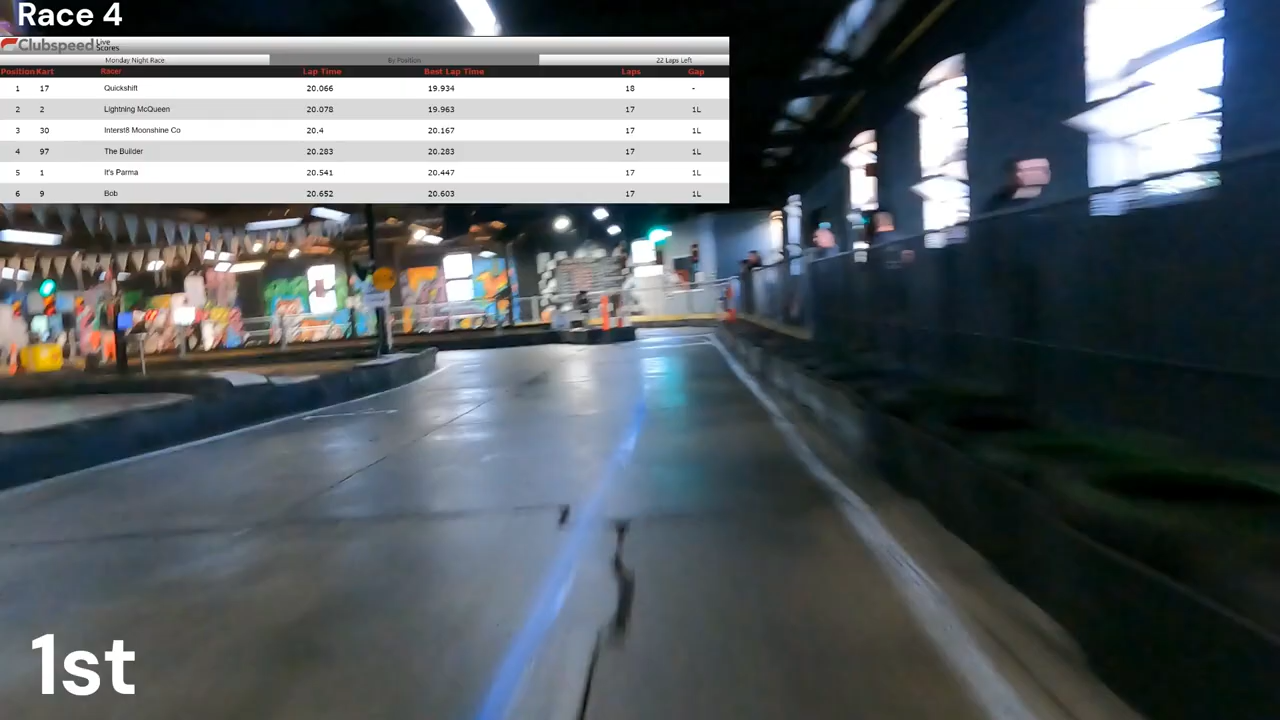 Race 4
Clubspeed Live Scores
Monday Night Race By Position 22 Laps Left
Position Kart Racer Lap Time Best Lap Time Laps Gap
1 17 Quickshift 20.066 19.934 18 -
2 2 Lightning McQueen 20.078 19.963 17 1L
3 30 Interst8 Moonshine Co 20.4 20.167 17 1L
4 97 The Builder 20.283 20.283 17 1L
5 1 It's Parma 20.541 20.447 17 1L
6 9 Bob 20.652 20.603 17 1L
1st